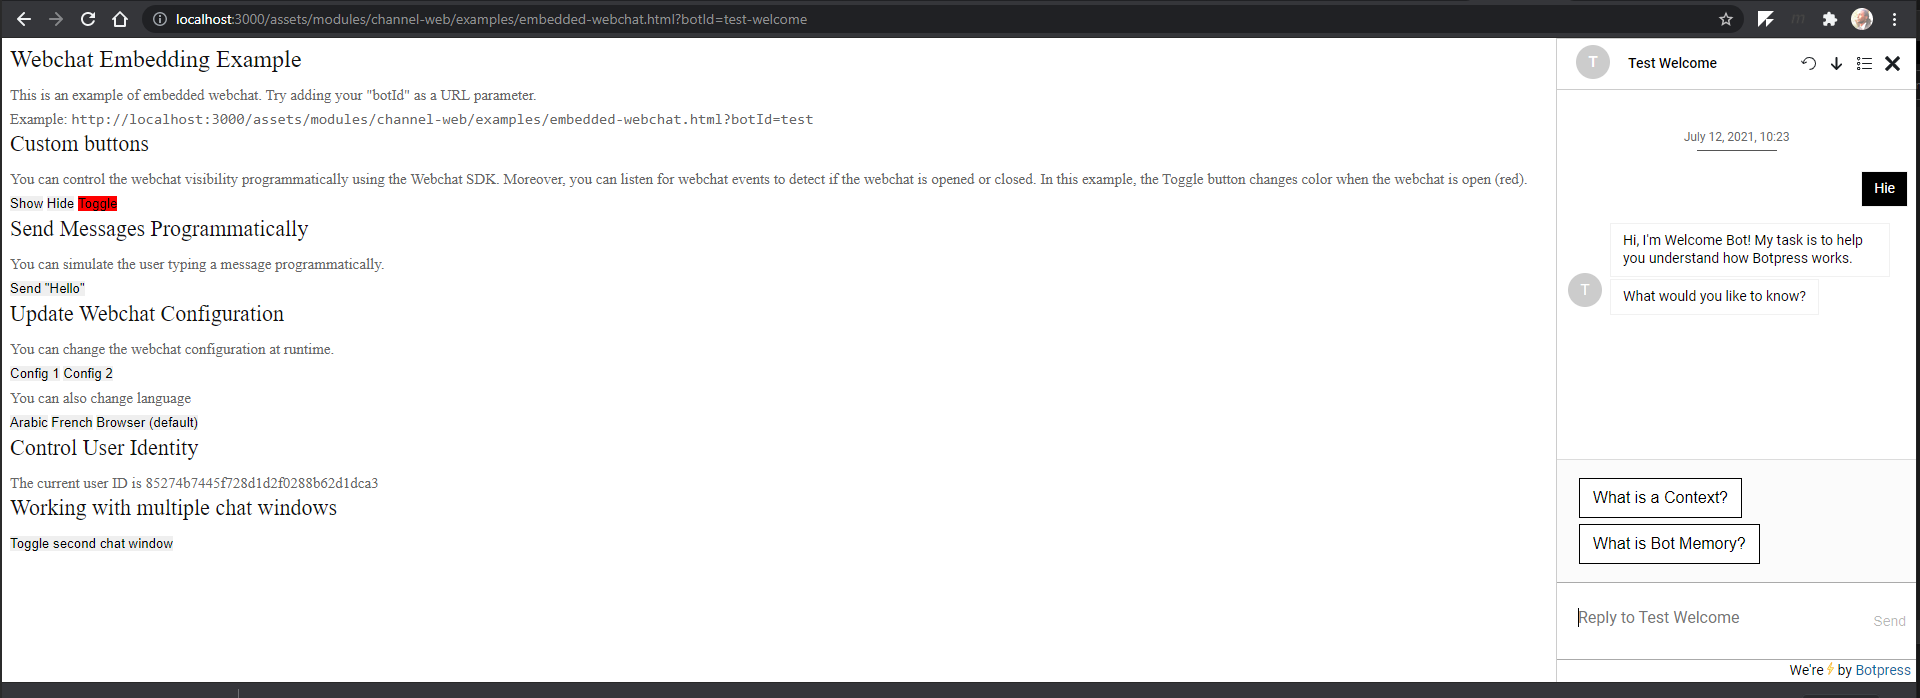 localhost:3000/assets/modules/channel-web/examples/embedded-webchat.html?botId=test-welcome
Webchat Embedding Example
This is an example of embedded webchat. Try adding your "botId" as a URL parameter.
Example: http://localhost:3000/assets/modules/channel-web/examples/embedded-webchat.html?botId=test
Custom buttons
You can control the webchat visibility programmatically using the Webchat SDK. Moreover, you can listen for webchat events to detect if the webchat is opened or closed. In this example, the Toggle button changes color when the webchat is open (red).
Show Hide Toggle
Send Messages Programmatically
You can simulate the user typing a message programmatically.
Send "Hello"
Update Webchat Configuration
You can change the webchat configuration at runtime.
Config 1 Config 2
You can also change language
Arabic French Browser (default)
Control User Identity
The current user ID is 85274b7445f728d1d2f0288b62d1dca3
Working with multiple chat windows
Toggle second chat window
T
Test Welcome
July 12, 2021, 10:23
Hie
Hi, I'm Welcome Bot! My task is to help
you understand how Botpress works.
T
What would you like to know?
What is a Context?
What is Bot Memory?
Reply to Test Welcome
Send
We're⚡by Botpress